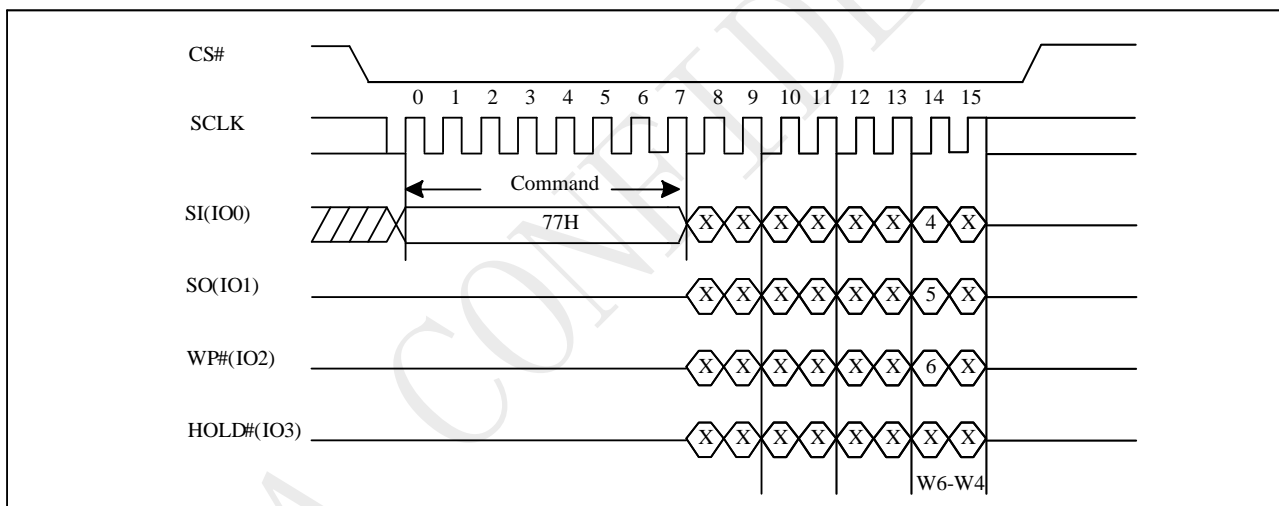 CS#
0 1 2 3 4 5 6 7 8 9 10 11 12 13 14 15
SCLK
Command
SI(IO0) 77H X X X X X X 4 X
SO(IO1) X X X X X X 5 X
WP#(IO2) X X X X X X 6 X
HOLD#(IO3) X X X X X X X X
W6-W4
A CONFIDE